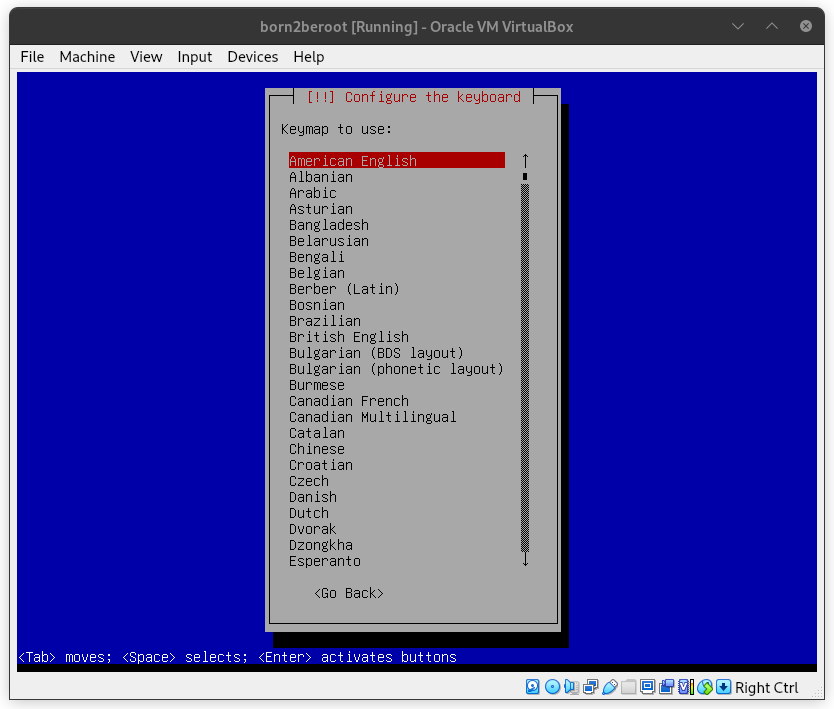 born2beroot [Running] - Oracle VM VirtualBox
File Machine View Input Devices Help
[!!] Configure the keyboard
Keymap to use:
American English
Albanian
Arabic
Asturian
Bangladesh
Belarusian
Bengali
Belgian
Berber (Latin)
Bosnian
Brazilian
British English
Bulgarian (BDS layout)
Bulgarian (phonetic layout)
Burmese
Canadian French
Canadian Multilingual
Catalan
Chinese
Croatian
Czech
Danish
Dutch
Dvorak
Dzongkha
Esperanto
<Go Back>
<Tab> moves; <Space> selects; <Enter> activates buttons
Right Ctrl